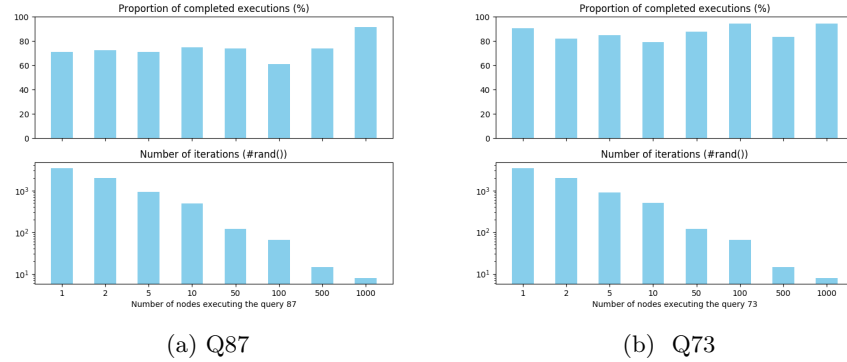 Proportion of completed executions (%)
100
80
60
40
20
0
Number of iterations (#rand())
10³
10²
10¹
1 2 5 10 50 100 500 1000
Number of nodes executing the query 87
(a) Q87
Proportion of completed executions (%)
100
80
60
40
20
0
Number of iterations (#rand())
10³
10²
10¹
1 2 5 10 50 100 500 1000
Number of nodes executing the query 73
(b) Q73